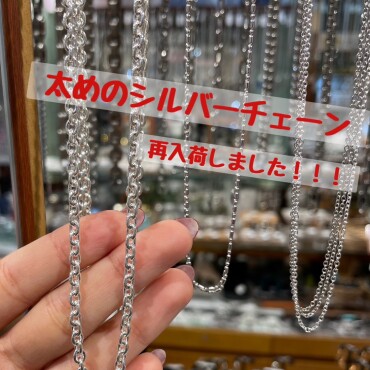 太めのシルバーチェーン
再入荷しました！！！